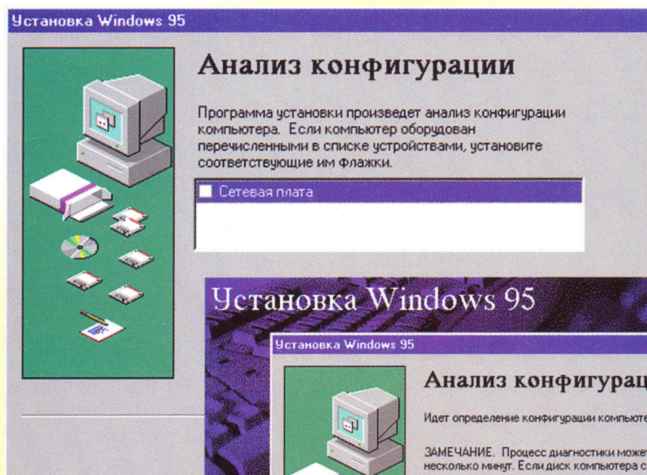 Установка Windows 95
Анализ конфигурации
Программа установки произведет анализ конфигурации
компьютера. Если компьютер оборудован
перечисленными в списке устройствами, установите
соответствующие им флажки.
Сетевая плата
Установка Windows 95
Установка Windows 95
Анализ конфигурац
Идет определение конфигурации компьюте
ЗАМЕЧАНИЕ. Процесс диагностики может
несколько минут. Если диск компьютера с